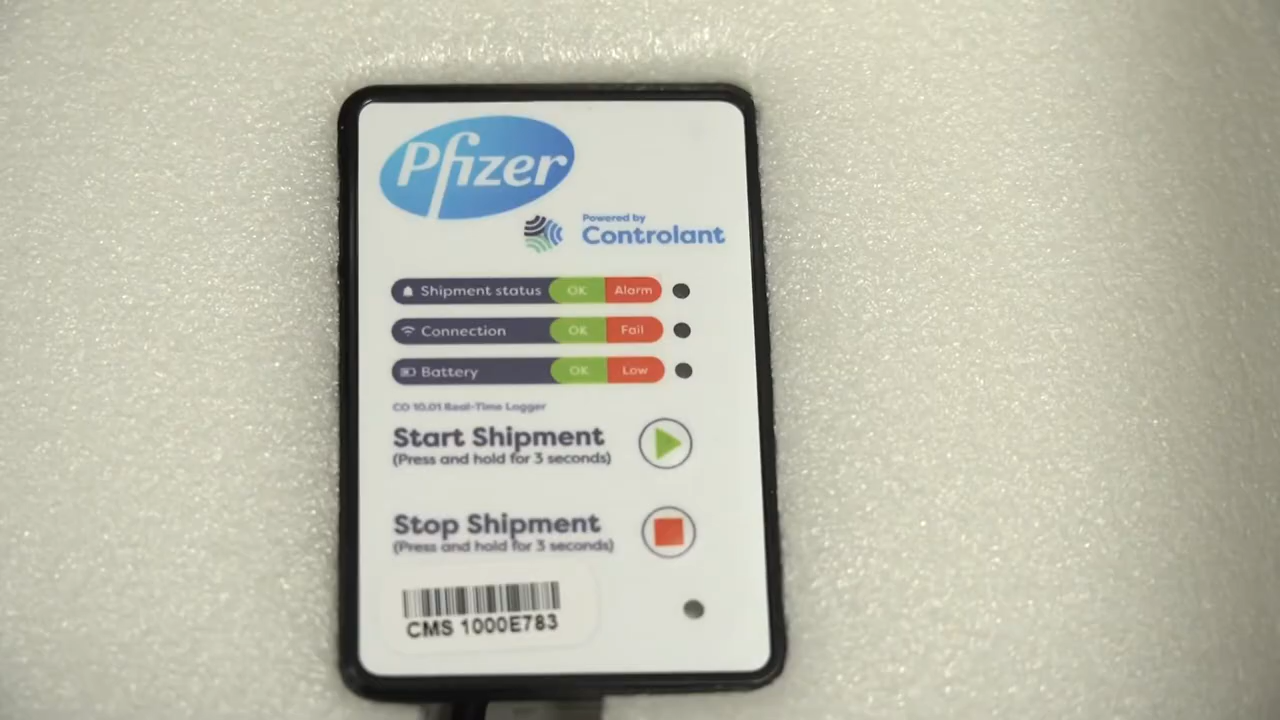 Pfizer
Powered by
Controlant
Shipment status OK Alarm
Connection OK Fail
Battery OK Low
CO 10.01 Real-Time Logger
Start Shipment
(Press and hold for 3 seconds)
Stop Shipment
(Press and hold for 3 seconds)
CMS 1000E783